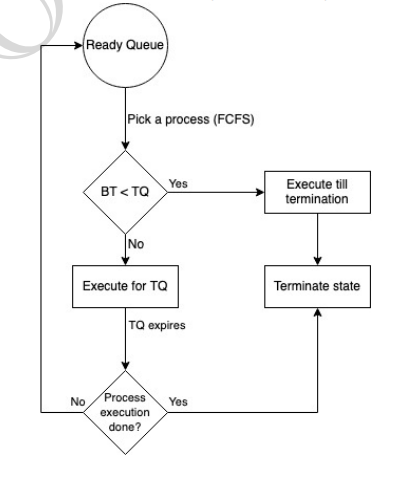 Ready Queue
Pick a process (FCFS)
BT < TQ
Yes
Execute till
termination
No
Execute for TQ
Terminate state
TQ expires
No
Process
execution
done?
Yes